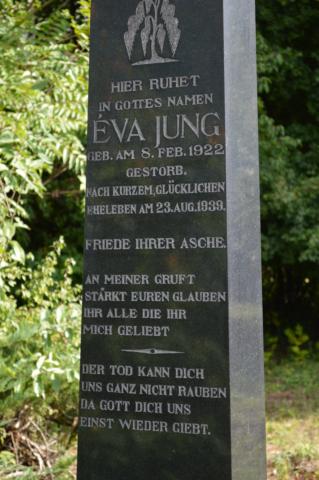 HIER RUHET
IN GOTTES NAMEN
ÉVA JUNG
GEB. AM 8. FEB. 1922
GESTORB.
NACH KURZEM, GLÜCKLICHEN
EHELEBEN AM 23. AUG. 1939.
FRIEDE IHRER ASCHE.
AN MEINER GRUFT
STÄRKT EUREN GLAUBEN
IHR ALLE DIE IHR
MICH GELIEBT
DER TOD KANN DICH
UNS GANZ NICHT RAUBEN
DA GOTT DICH UNS
EINST WIEDER GIEBT.